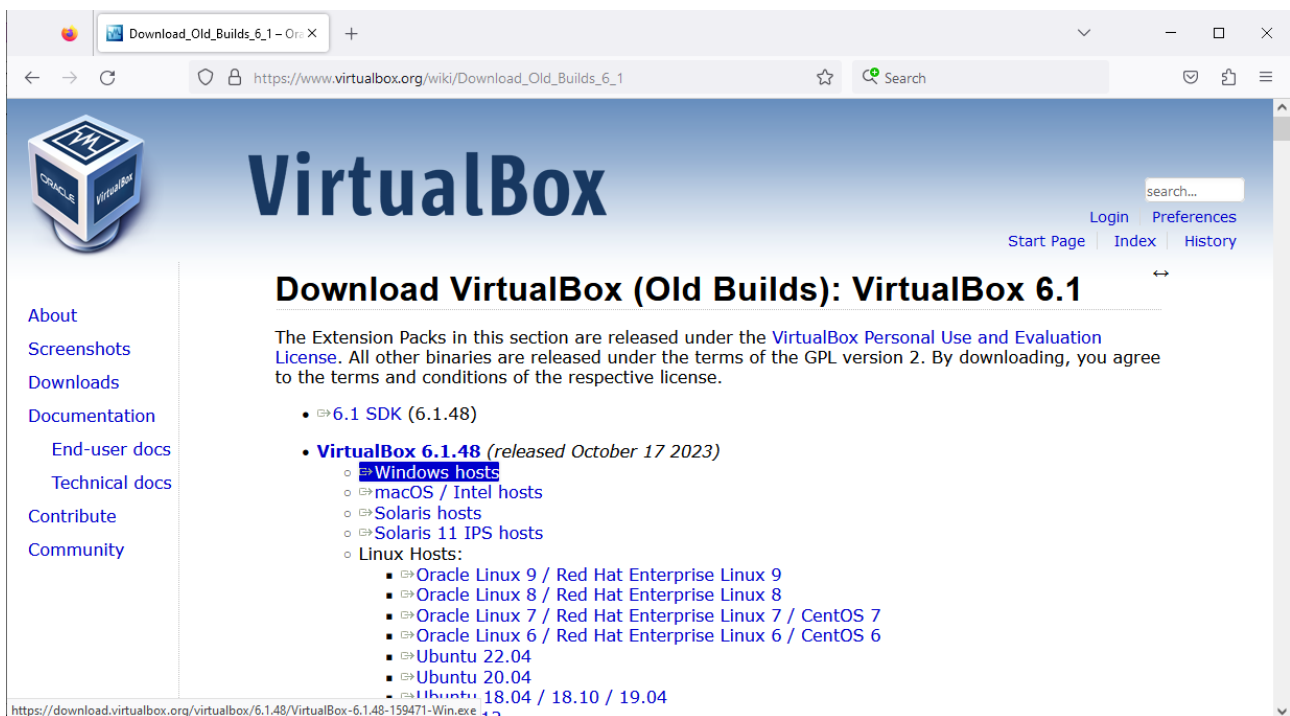 Download_Old_Builds_6_1 – Ora
https://www.virtualbox.org/wiki/Download_Old_Builds_6_1
Search
ORACLE
VirtualBox
VirtualBox
search...
Login Preferences
Start Page Index History
Download VirtualBox (Old Builds): VirtualBox 6.1
About
Screenshots
Downloads
Documentation
End-user docs
Technical docs
Contribute
Community
The Extension Packs in this section are released under the VirtualBox Personal Use and Evaluation
License. All other binaries are released under the terms of the GPL version 2. By downloading, you agree
to the terms and conditions of the respective license.
• 6.1 SDK (6.1.48)
• VirtualBox 6.1.48 (released October 17 2023)
○ Windows hosts
○ macOS / Intel hosts
○ Solaris hosts
○ Solaris 11 IPS hosts
○ Linux Hosts:
▪ Oracle Linux 9 / Red Hat Enterprise Linux 9
▪ Oracle Linux 8 / Red Hat Enterprise Linux 8
▪ Oracle Linux 7 / Red Hat Enterprise Linux 7 / CentOS 7
▪ Oracle Linux 6 / Red Hat Enterprise Linux 6 / CentOS 6
▪ Ubuntu 22.04
▪ Ubuntu 20.04
▪ Ubuntu 18.04 / 18.10 / 19.04
https://download.virtualbox.org/virtualbox/6.1.48/VirtualBox-6.1.48-159471-Win.exe